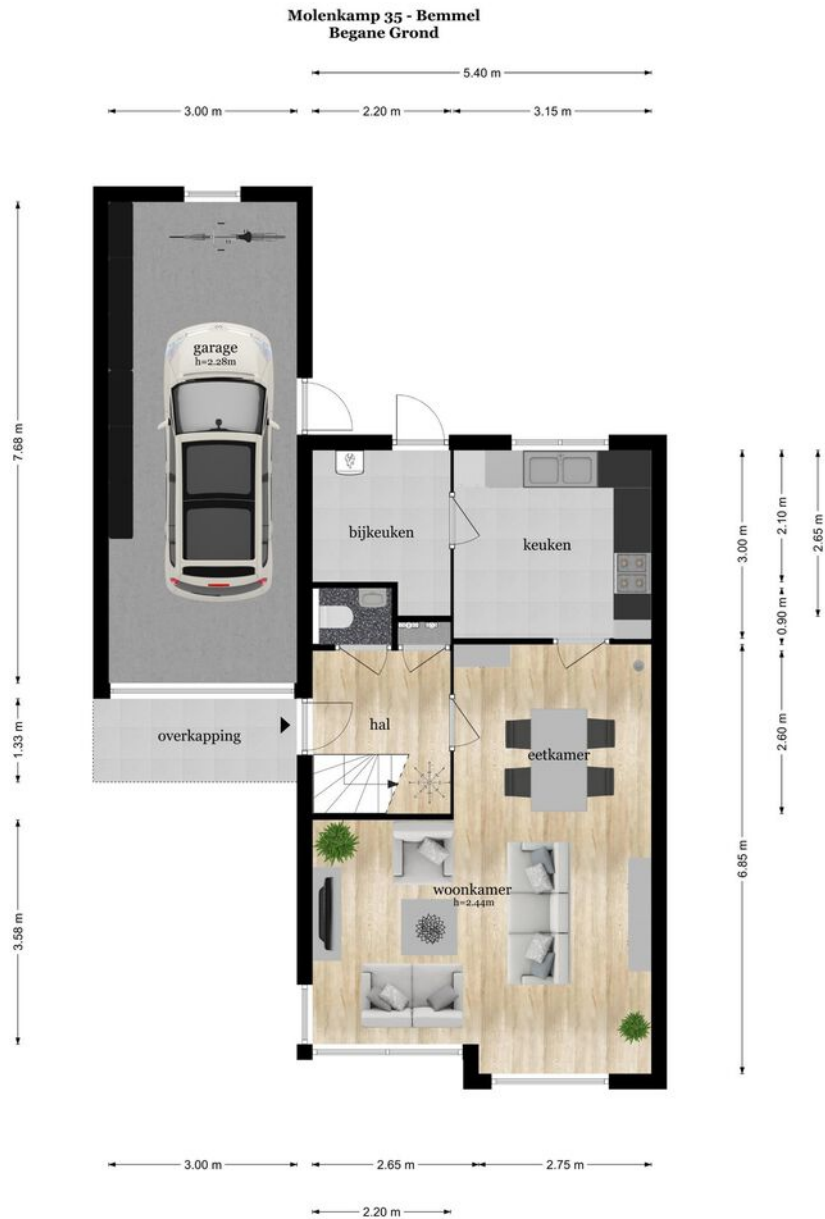 Molenkamp 35 - Bemmel
Begane Grond
5.40 m
3.00 m
2.20 m
3.15 m
garage
h=2.28m
7.68 m
bijkeuken
keuken
3.00 m
2.10 m
2.65 m
0.90 m
hal
overkapping
1.33 m
eetkamer
2.60 m
woonkamer
h=2.44m
3.58 m
6.85 m
3.00 m
2.65 m
2.75 m
2.20 m